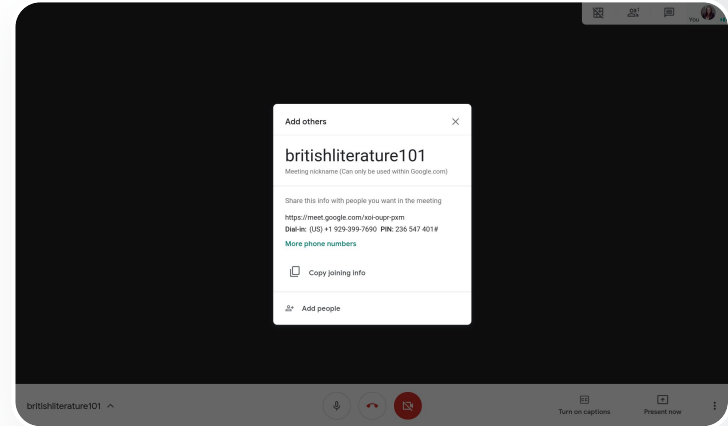 You
Add others
britishliterature101
Meeting nickname (Can only be used within Google.com)
Share this info with people you want in the meeting
https://meet.google.com/xoi-oupr-pxm
Dial-in: (US) +1 929-399-7690 PIN: 236 547 401#
More phone numbers
Copy joining info
Add people
britishliterature101
Turn on captions
Present now